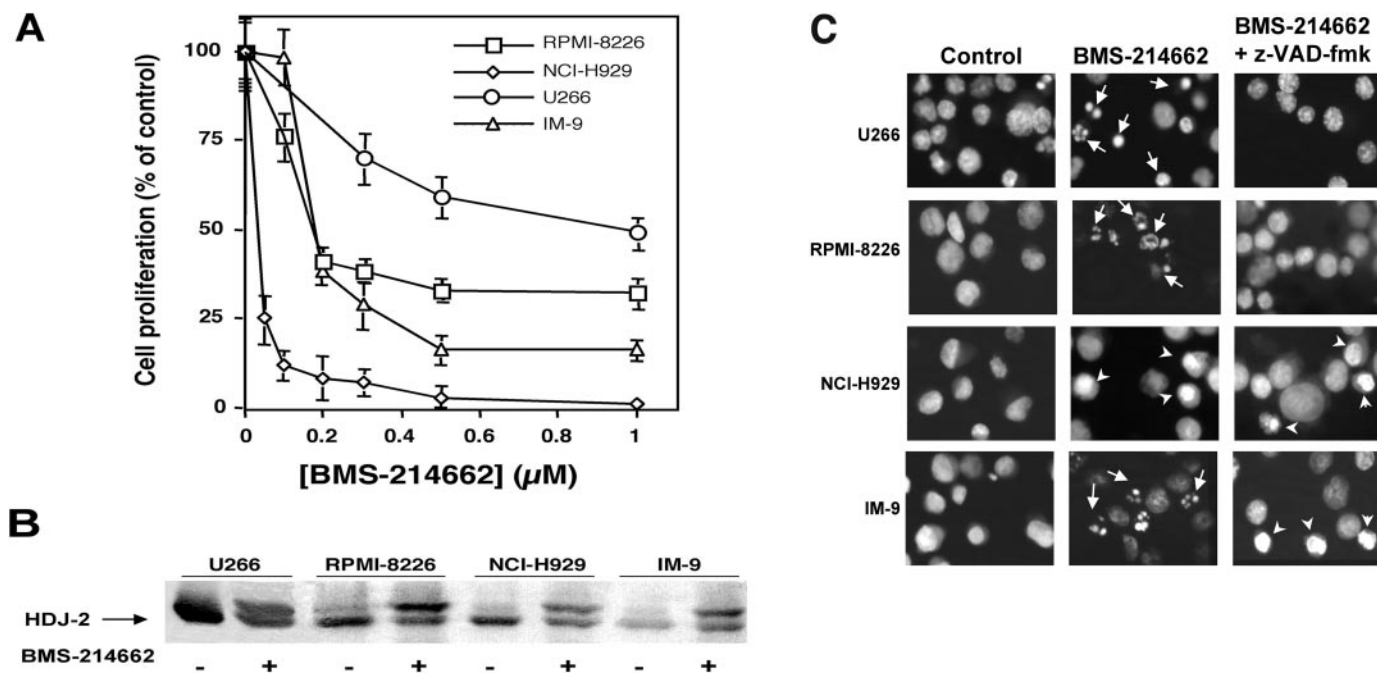 A
Cell proliferation (% of control)
100
75
50
25
0
RPMI-8226
NCI-H929
U266
IM-9
0 0.2 0.4 0.6 0.8 1
[BMS-214662] (µM)
B
U266 RPMI-8226 NCI-H929 IM-9
HDJ-2
BMS-214662 - + - + - + - +
C
Control BMS-214662 BMS-214662
+ z-VAD-fmk
U266
RPMI-8226
NCI-H929
IM-9